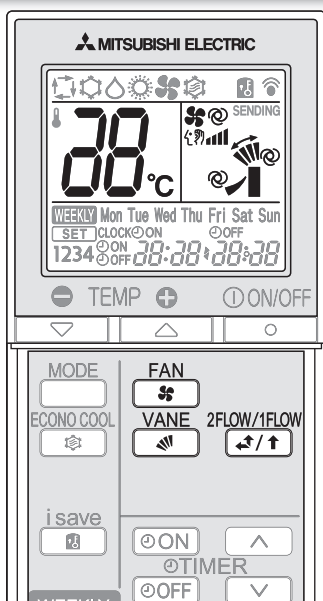 MITSUBISHI ELECTRIC
SENDING
88 °C
WEEKLY Mon Tue Wed Thu Fri Sat Sun
SET CLOCK ON OFF
1234 ON OFF 88:88 88:88
TEMP ON/OFF
MODE FAN
ECONO COOL VANE 2FLOW/1FLOW
i save
ON
TIMER
OFF
WEEKLY